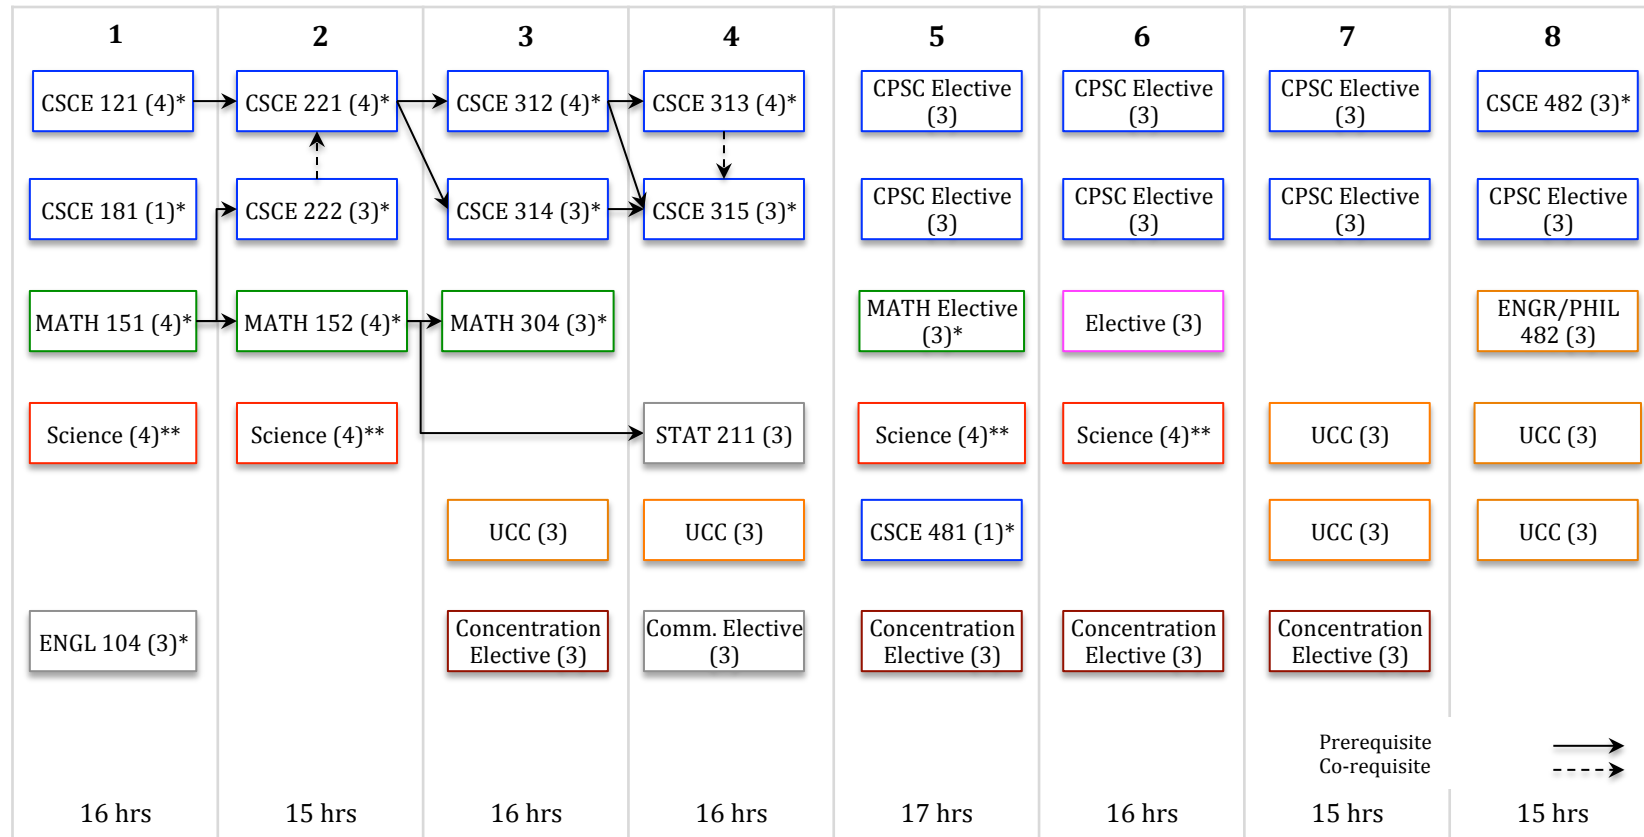 1
2
3
4
5
6
7
8
CSCE 121 (4)*
CSCE 221 (4)*
CSCE 312 (4)*
CSCE 313 (4)*
CPSC Elective
(3)
CPSC Elective
(3)
CPSC Elective
(3)
CSCE 482 (3)*
CSCE 181 (1)*
CSCE 222 (3)*
CSCE 314 (3)*
CSCE 315 (3)*
CPSC Elective
(3)
CPSC Elective
(3)
CPSC Elective
(3)
CPSC Elective
(3)
MATH 151 (4)*
MATH 152 (4)*
MATH 304 (3)*
MATH Elective
(3)*
Elective (3)
ENGR/PHIL
482 (3)
Science (4)**
Science (4)**
STAT 211 (3)
Science (4)**
Science (4)**
UCC (3)
UCC (3)
UCC (3)
UCC (3)
CSCE 481 (1)*
UCC (3)
UCC (3)
ENGL 104 (3)*
Concentration
Elective (3)
Comm. Elective
(3)
Concentration
Elective (3)
Concentration
Elective (3)
Concentration
Elective (3)
Prerequisite
Co-requisite
16 hrs
15 hrs
16 hrs
16 hrs
17 hrs
16 hrs
15 hrs
15 hrs